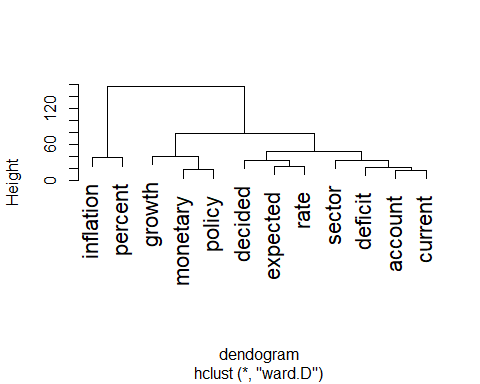 Height
0
60
120
inflation
percent
growth
monetary
policy
decided
expected
rate
sector
deficit
account
current
dendogram
hclust (*, "ward.D")